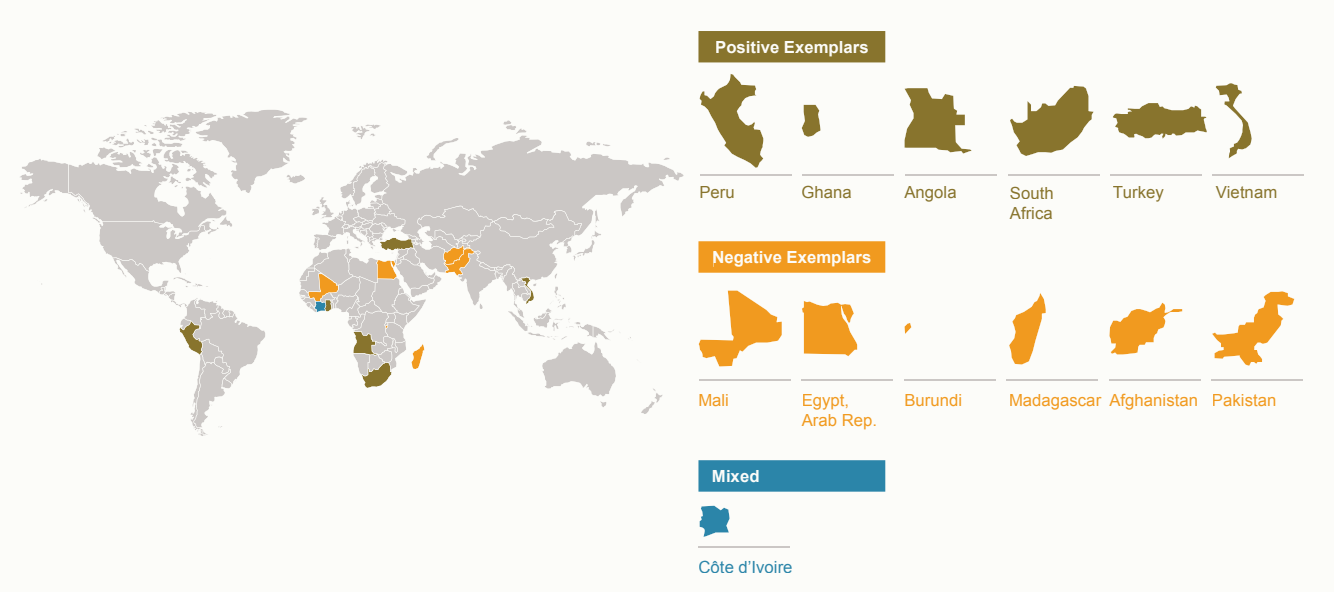 Positive Exemplars
Peru
Ghana
Angola
South
Africa
Turkey
Vietnam
Negative Exemplars
Mali
Egypt,
Arab Rep.
Burundi
Madagascar
Afghanistan
Pakistan
Mixed
Côte d’Ivoire